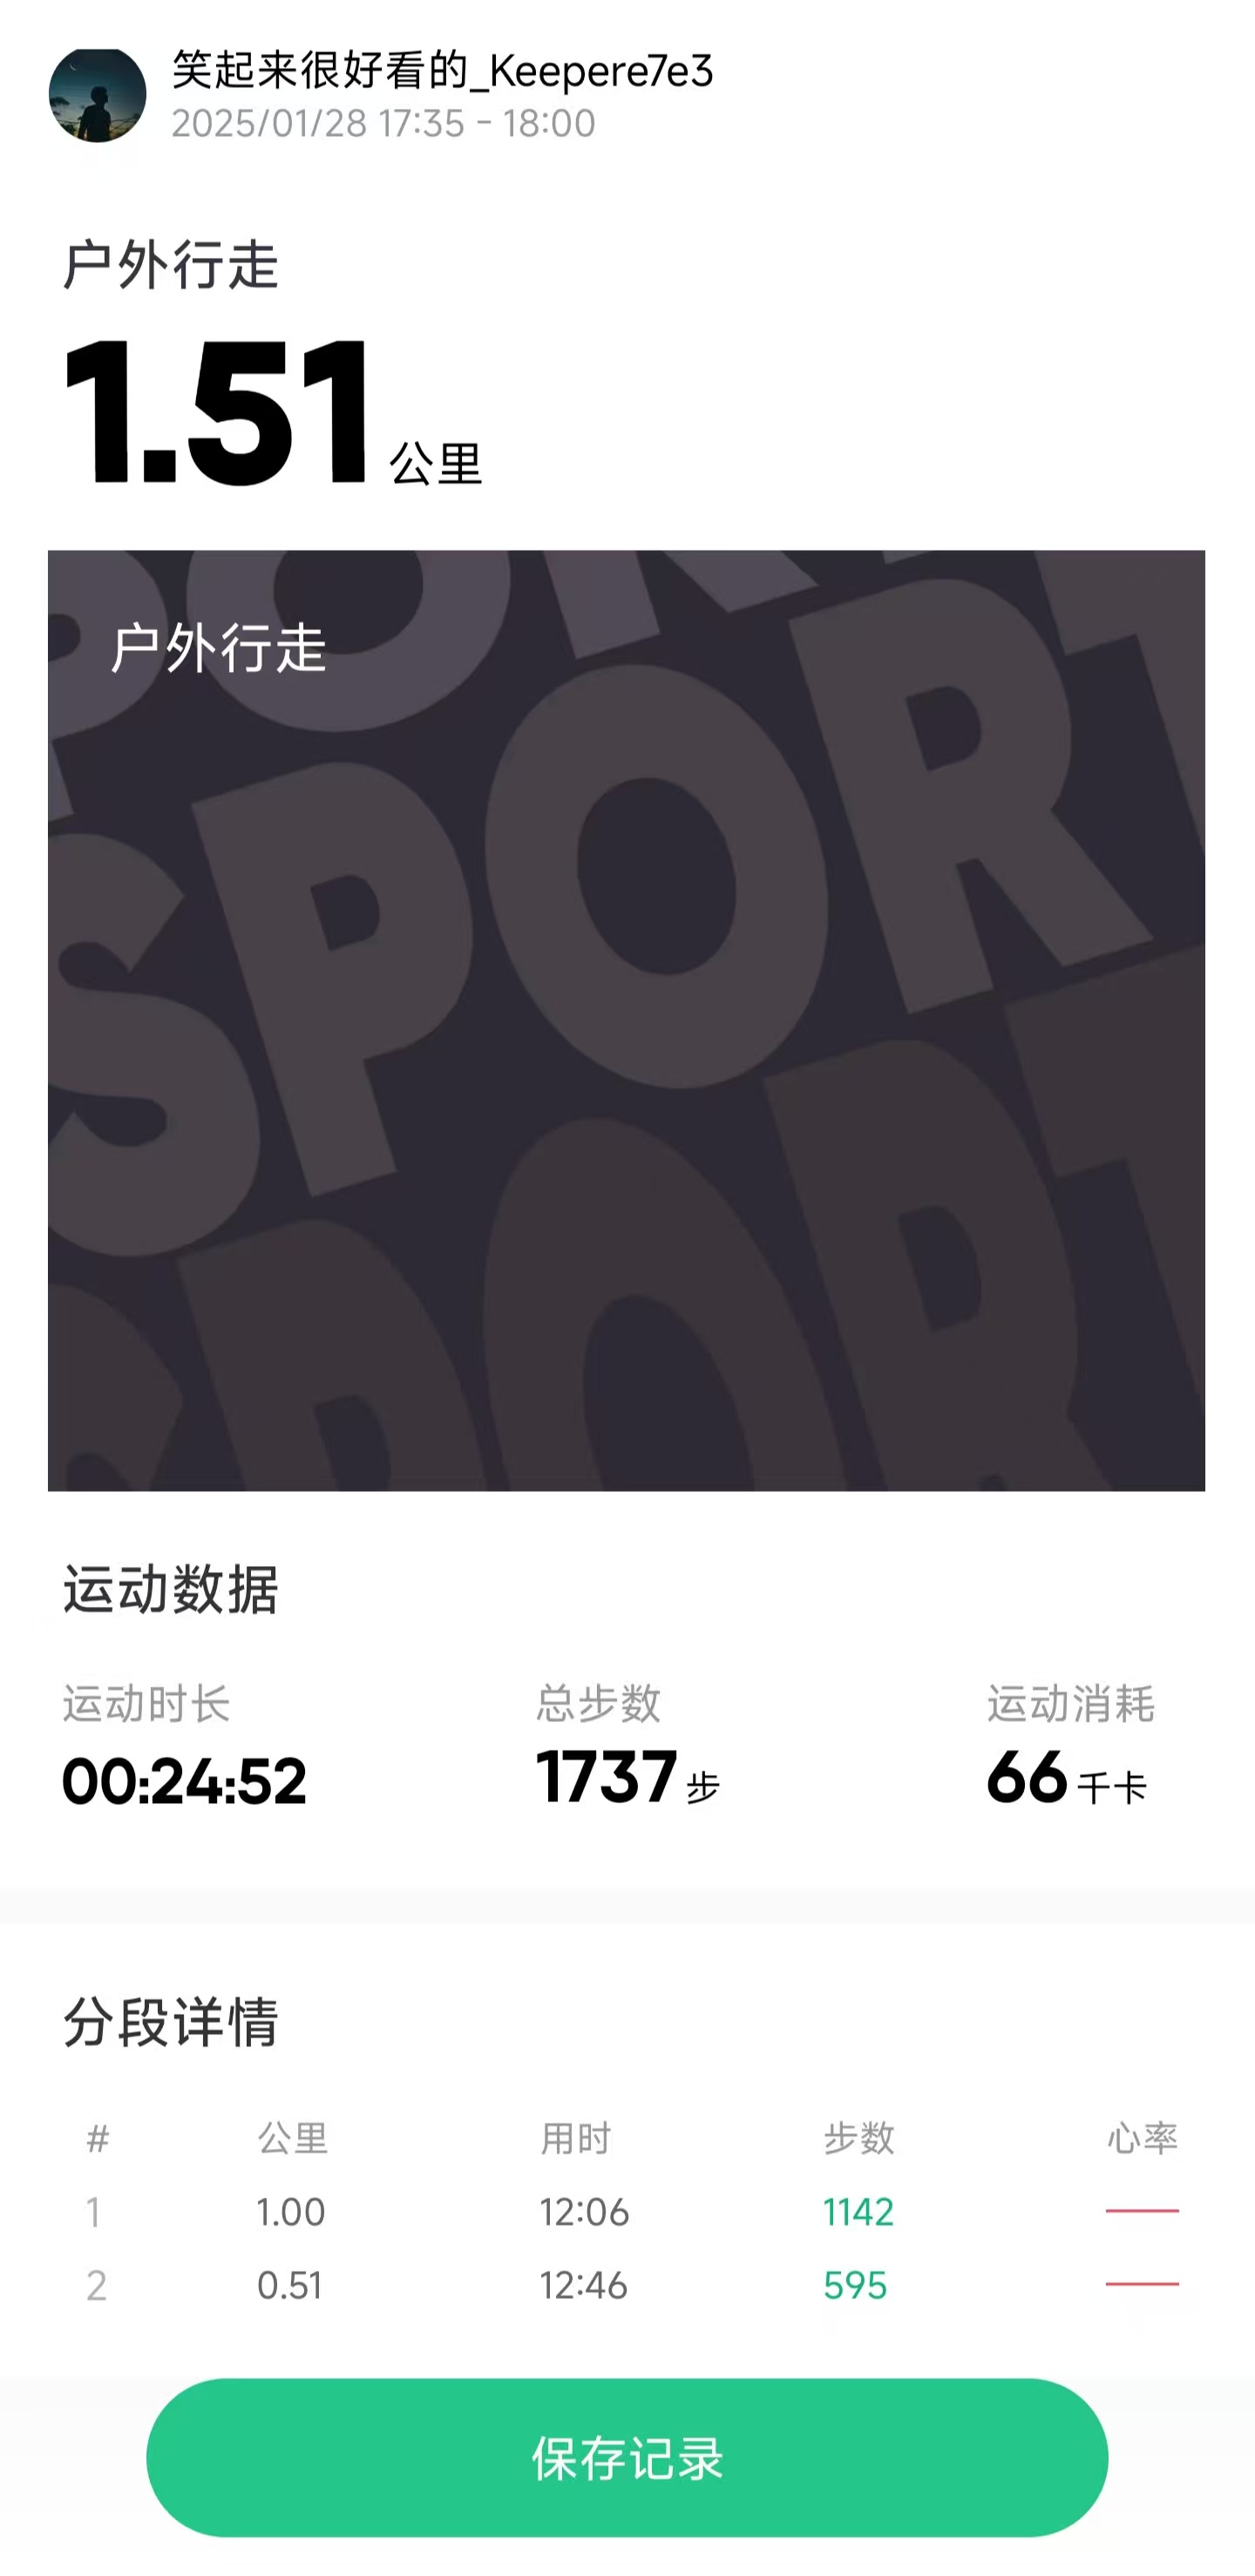 笑起来很好看的_Keepere7e3
2025/01/28 17:35 - 18:00
户外行走
1.51 公里
户外行走
SPORT
运动数据
运动时长 总步数 运动消耗
00:24:52 1737 步 66 千卡
分段详情
# 公里 用时 步数 心率
1 1.00 12:06 1142 —
2 0.51 12:46 595 —
保存记录